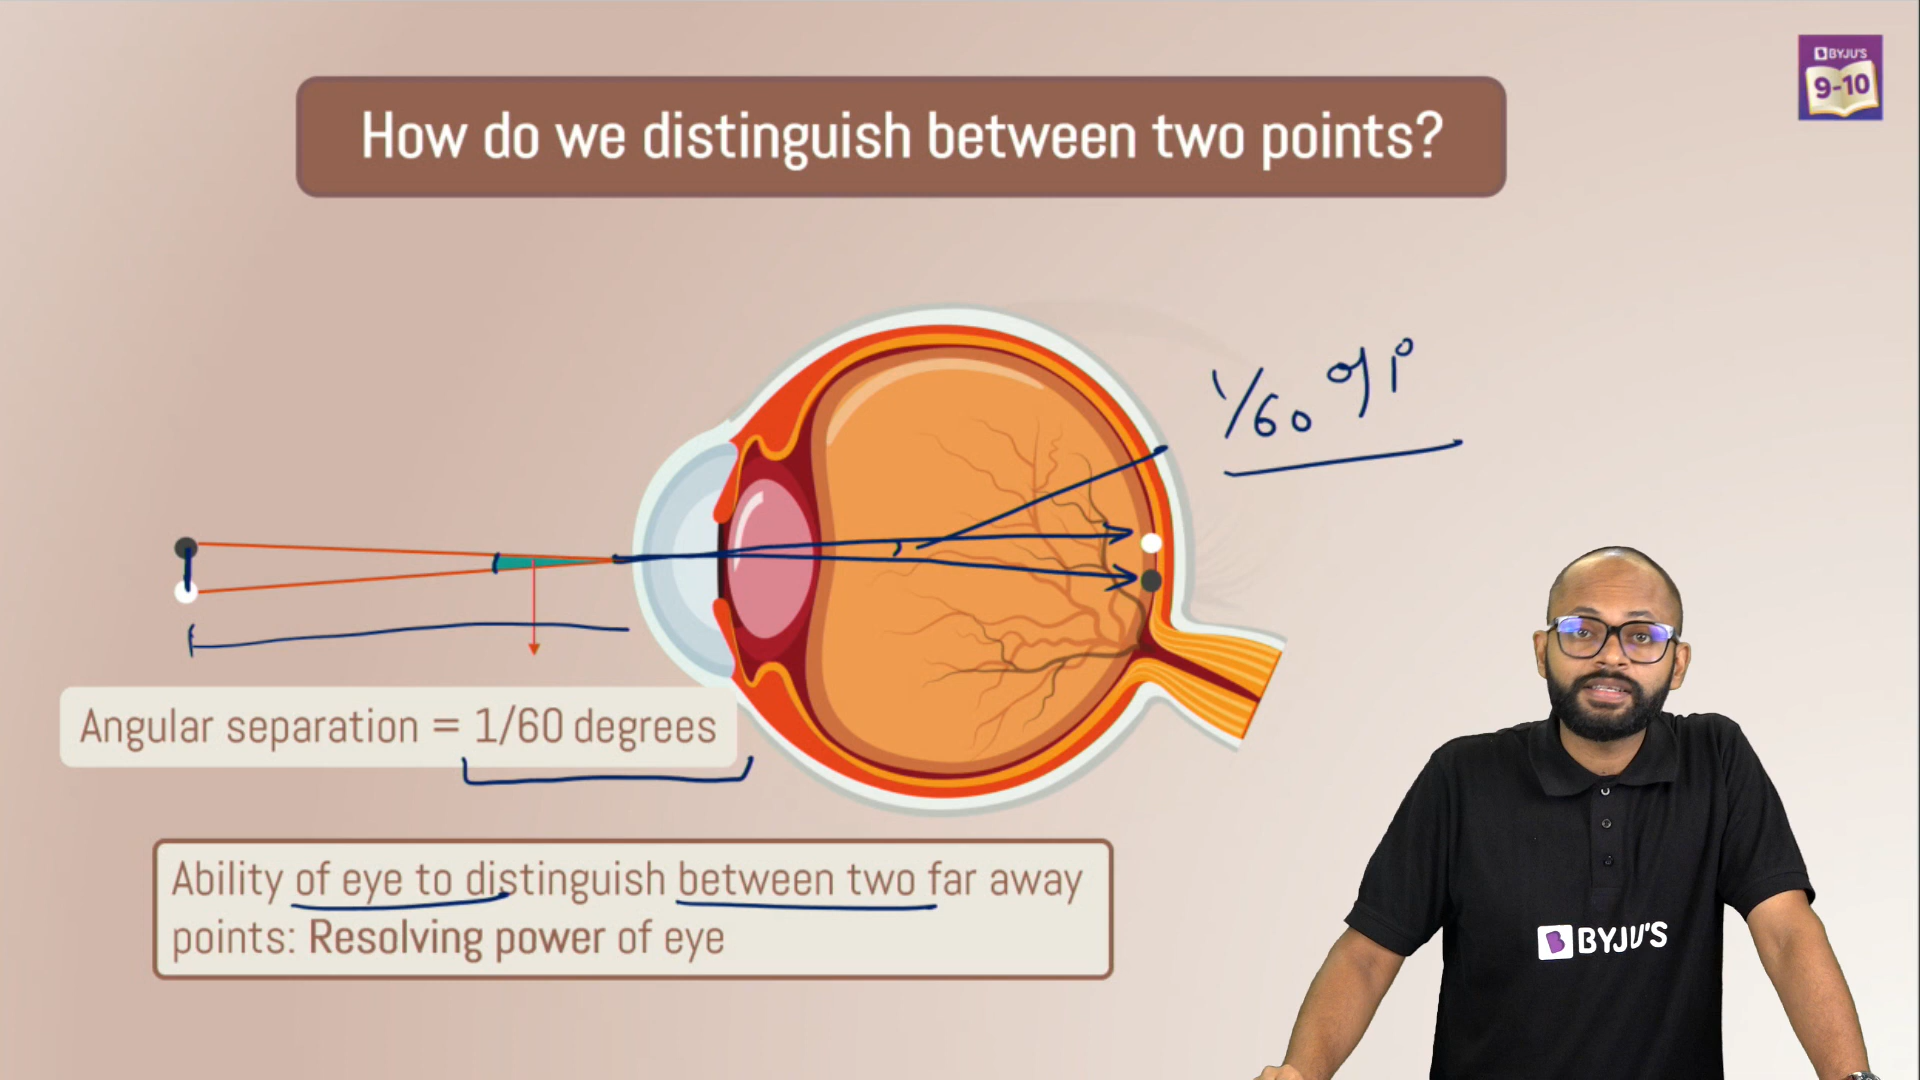 BYJU'S
9-10
How do we distinguish between two points?
1/60 of 1°
Angular separation = 1/60 degrees
Ability of eye to distinguish between two far away
points: Resolving power of eye
BYJU'S